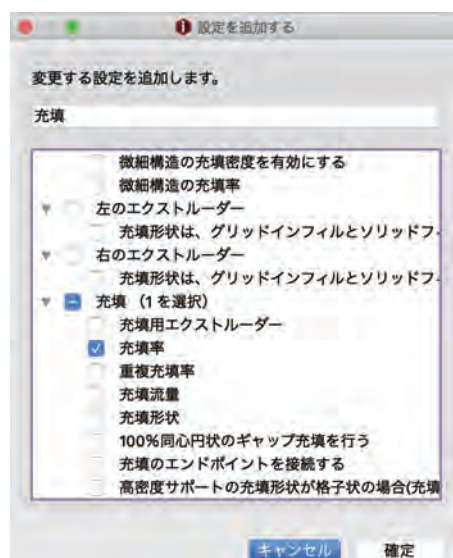 設定を追加する
変更する設定を追加します。
充填
微細構造の充填密度を有効にする
微細構造の充填率
左のエクストルーダー
充填形状は、グリッドインフィルとソリッドフ
右のエクストルーダー
充填形状は、グリッドインフィルとソリッドフ
充填 (1 を選択)
充填用エクストルーダー
充填率
重複充填率
充填流量
充填形状
100%同心円状のギャップ充填を行う
充填のエンドポイントを接続する
高密度サポートの充填形状が格子状の場合(充填
キャンセル 確定